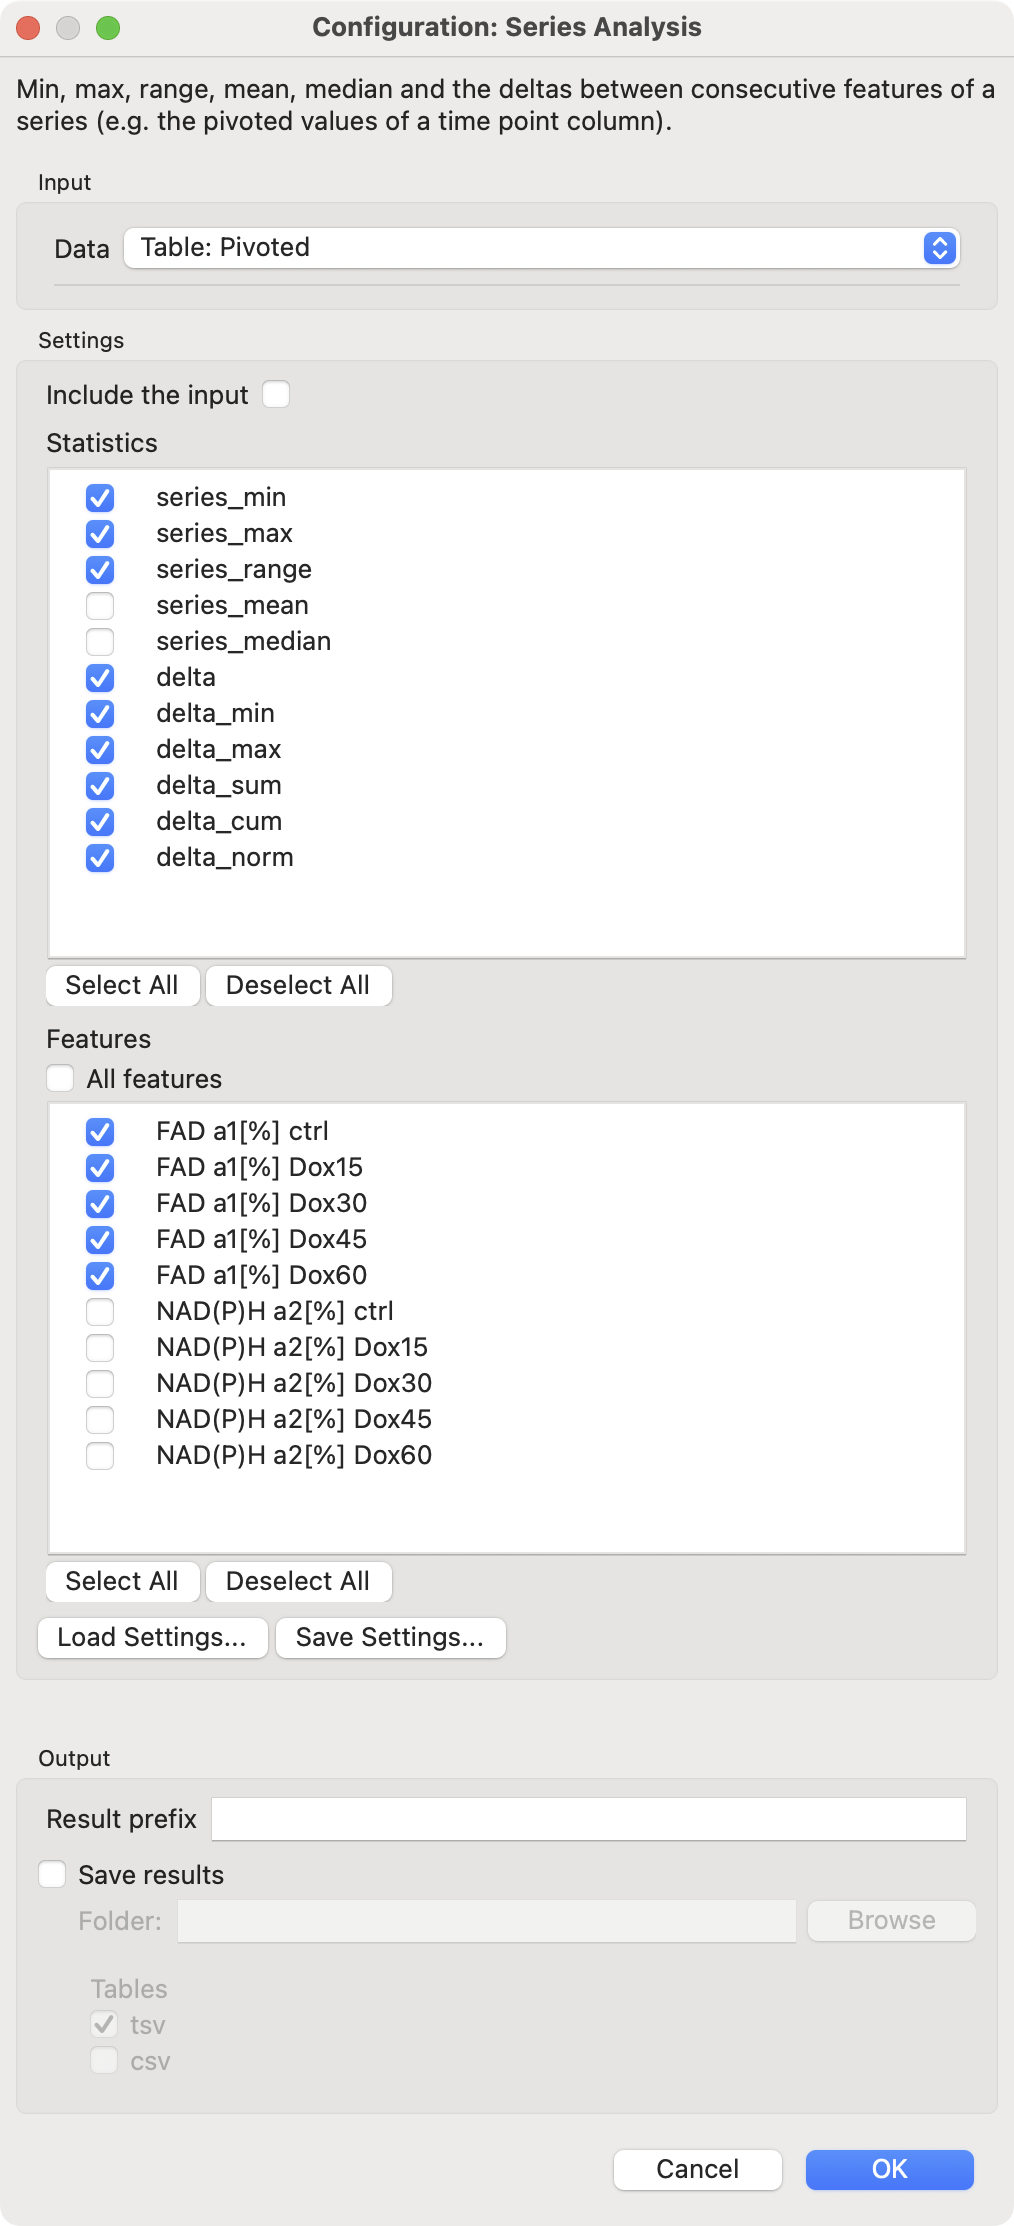 Configuration: Series Analysis
Min, max, range, mean, median and the deltas between consecutive features of a
series (e.g. the pivoted values of a time point column).
Input
Data Table: Pivoted
Settings
Include the input
Statistics
series_min
series_max
series_range
series_mean
series_median
delta
delta_min
delta_max
delta_sum
delta_cum
delta_norm
Select All Deselect All
Features
All features
FAD a1[%] ctrl
FAD a1[%] Dox15
FAD a1[%] Dox30
FAD a1[%] Dox45
FAD a1[%] Dox60
NAD(P)H a2[%] ctrl
NAD(P)H a2[%] Dox15
NAD(P)H a2[%] Dox30
NAD(P)H a2[%] Dox45
NAD(P)H a2[%] Dox60
Select All Deselect All
Load Settings... Save Settings...
Output
Result prefix
Save results
Folder: Browse
Tables
tsv
csv
Cancel OK